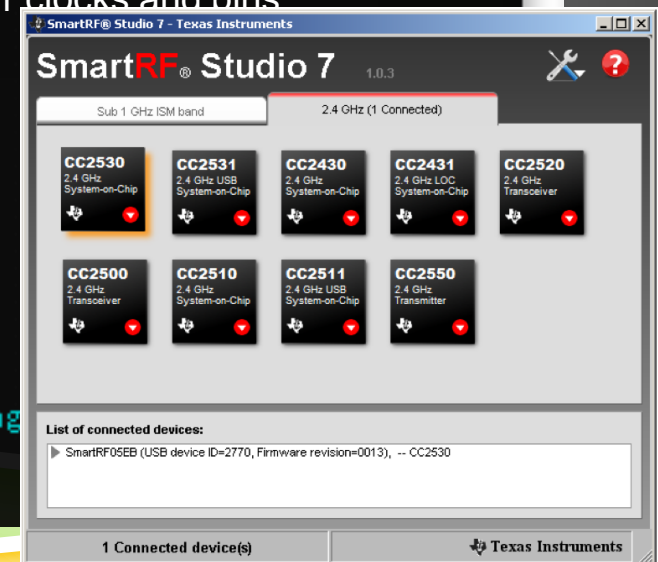 clocks and pins
SmartRF® Studio 7 - Texas Instruments
SmartRF® Studio 7 1.0.3
Sub 1 GHz ISM band
2.4 GHz (1 Connected)
CC2530
2.4 GHz
System-on-Chip
CC2531
2.4 GHz USB
System-on-Chip
CC2430
2.4 GHz
System-on-Chip
CC2431
2.4 GHz LOC
System-on-Chip
CC2520
2.4 GHz
Transceiver
CC2500
2.4 GHz
Transceiver
CC2510
2.4 GHz
System-on-Chip
CC2511
2.4 GHz USB
System-on-Chip
CC2550
2.4 GHz
Transmitter
List of connected devices:
SmartRF05EB (USB device ID=2770, Firmware revision=0013), -- CC2530
1 Connected device(s)
Texas Instruments